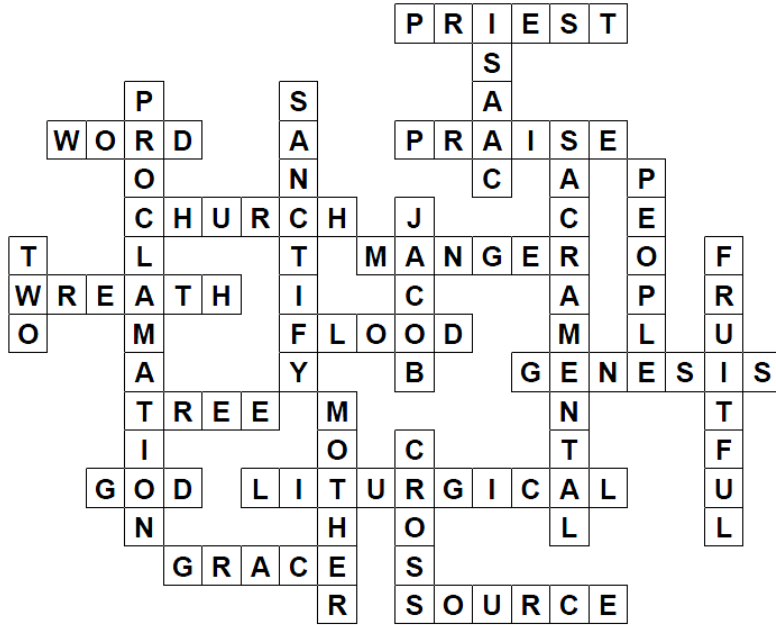 PRIEST
ISAAC
PROCLAMATION
SANCTIFY
WORD
PRAISE
SACRAMENTAL
PEOPLE
CHURCH
JACOB
TWO
MANGER
FRUITFUL
WREATH
FLOOD
GENESIS
TREE
MOTHER
CROSS
GOD
LITURGICAL
GRACE
SOURCE